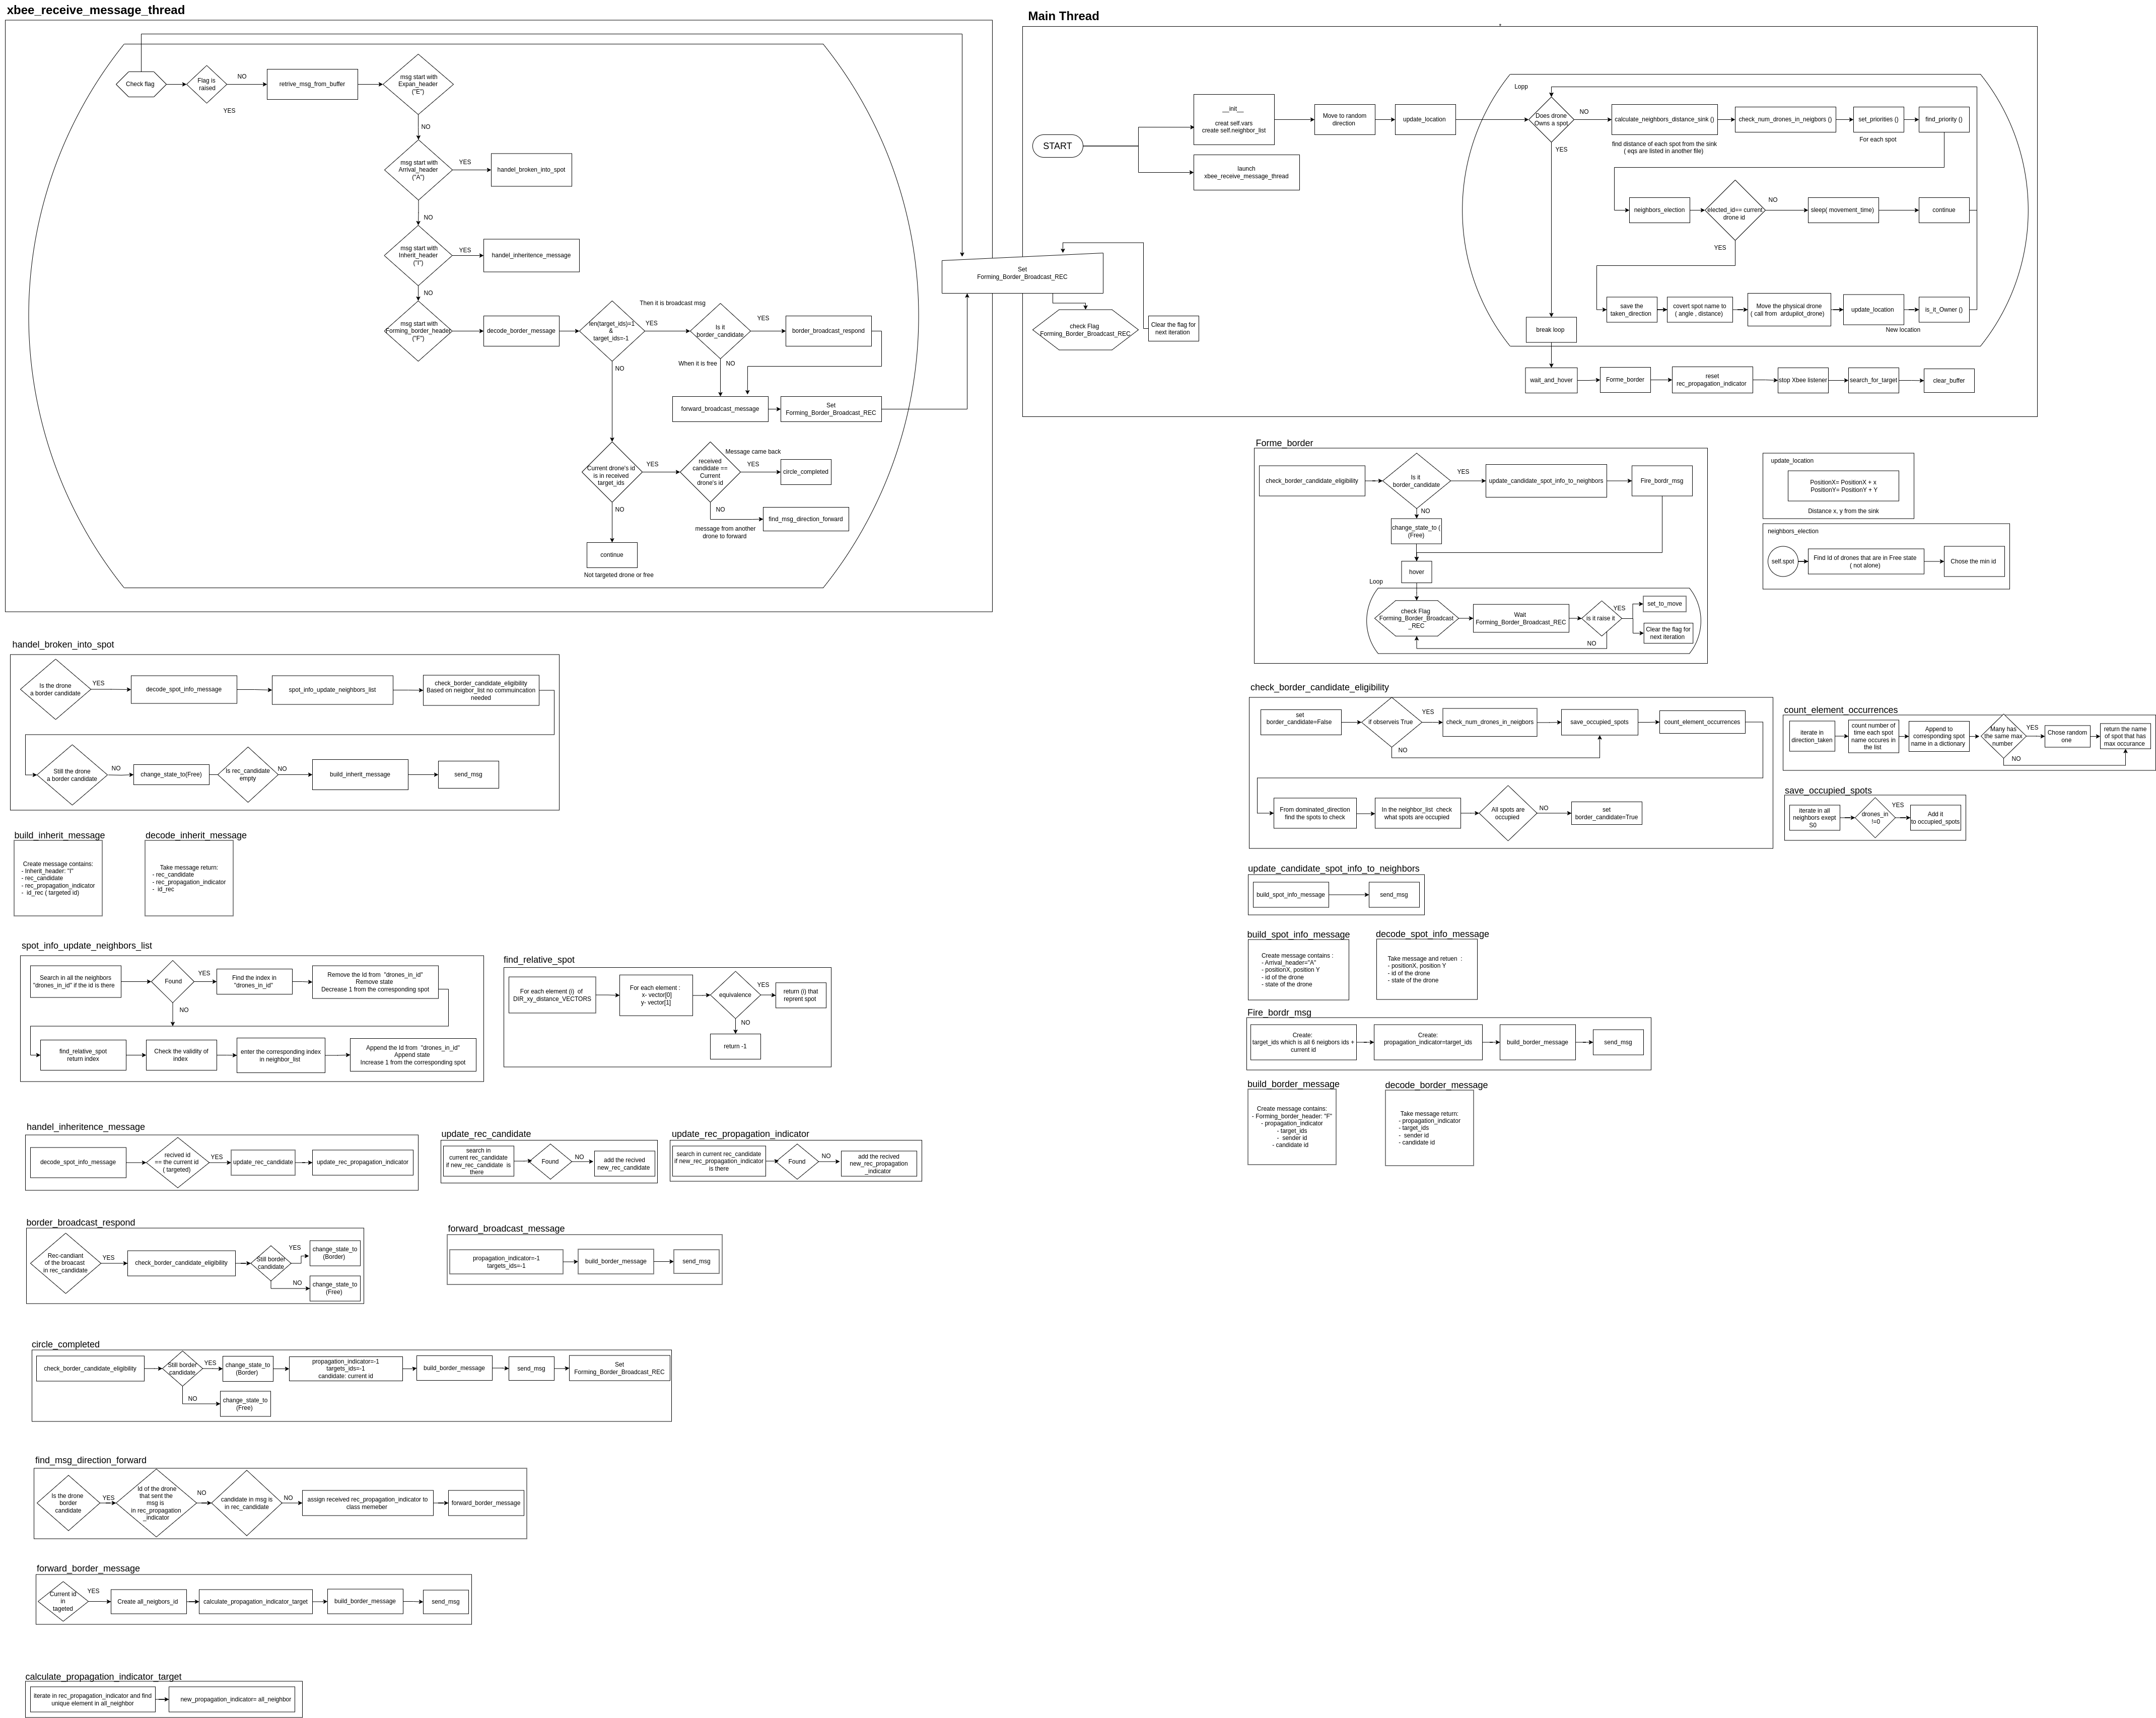 xbee_receive_message_thread
Check flag
Flag is
raised
NO
YES
retrive_msg_from_buffer
msg start with
Expan_header
("E")
NO
msg start with
Arrival_header
("A")
YES
handel_broken_into_spot
NO
msg start with
Inherit_header
("I")
YES
handel_inheritence_message
NO
msg start with
Forming_border_header
("F")
decode_border_message
len(target_ids)=1
&
target_ids=-1
YES
Then it is broadcast msg
Is it
border_candidate
YES
border_broadcast_respond
NO
When it is free
NO
forward_broadcast_message
Set
Forming_Border_Broadcast_REC
Current drone's id
is in received
target_ids
YES
received
candidate ==
Current
drone's id
Message came back
YES
circle_completed
NO
NO
find_msg_direction_forward
message from another
drone to forward
continue
Not targeted drone or free
Main Thread
START
__init__
creat self.vars
create self.neighbor_list
launch
xbee_receive_message_thread
Move to random
direction
update_location
Lopp
Does drone
Owns a spot
NO
YES
calculate_neighbors_distance_sink ()
find distance of each spot from the sink
( eqs are listed in another file)
check_num_drones_in_neigbors ()
set_priorities ()
For each spot
find_priority ()
neighbors_election
elected_id== current
drone id
NO
YES
sleep( movement_time)
continue
save the
taken_direction
covert spot name to
( angle , distance)
Move the physical drone
( call from  ardupilot_drone)
update_location
New location
is_it_Owner ()
break loop
wait_and_hover
Forme_border
reset
rec_propagation_indicator
stop Xbee listener
search_for_target
clear_buffer
Set
Forming_Border_Broadcast_REC
check Flag
Forming_Border_Broadcast_REC
Clear the flag for
next iteration
Forme_border
check_border_candidate_eligibility
Is it
border_candidate
YES
update_candidate_spot_info_to_neighbors
Fire_bordr_msg
NO
change_state_to (
(Free)
hover
Loop
check Flag
Forming_Border_Broadcast
_REC
Wait
Forming_Border_Broadcast_REC
is it raise it
YES
NO
set_to_move
Clear the flag for
next iteration
update_location
PositionX= PositionX + x
PositionY= PositionY + Y
Distance x, y from the sink
neighbors_election
self.spot
Find Id of drones that are in Free state
( not alone)
Chose the min id
handel_broken_into_spot
Is the drone
a border candidate
YES
decode_spot_info_message
spot_info_update_neighbors_list
check_border_candidate_eligibility
Based on neigbor_list no commuincation
needed
Still the drone
a border candidate
NO
change_state_to(Free)
Is rec_candidate
empty
NO
build_inherit_message
send_msg
check_border_candidate_eligibility
set
border_candidate=False
if observeis True
YES
NO
check_num_drones_in_neigbors
save_occupied_spots
count_element_occurrences
From dominated_direction
find the spots to check
In the neighbor_list  check
what spots are occupied
All spots are
occupied
NO
set
border_candidate=True
count_element_occurrences
iterate in
direction_taken
count number of
time each spot
name occures in
the list
Append to
corresponding spot
name in a dictionary
Many has
the same max
number
YES
NO
Chose random
one
return the name
of spot that has
max occurance
save_occupied_spots
iterate in all
neighbors exept
S0
drones_in
!=0
YES
Add it
to occupied_spots
build_inherit_message
Create message contains:
- Inherit_header: "I"
- rec_candidate
- rec_propagation_indicator
-  id_rec ( targeted id)
decode_inherit_message
Take message return:
- rec_candidate
- rec_propagation_indicator
-  id_rec
update_candidate_spot_info_to_neighbors
build_spot_info_message
send_msg
build_spot_info_message
Create message contains :
- Arrival_header="A"
- positionX, position Y
- id of the drone
- state of the drone
decode_spot_info_message
Take message and retuen  :
- positionX, position Y
- id of the drone
- state of the drone
spot_info_update_neighbors_list
Search in all the neighbors
"drones_in_id" if the id is there
Found
YES
NO
Find the index in
"drones_in_id"
Remove the Id from  "drones_in_id"
Remove state
Decrease 1 from the corresponding spot
find_relative_spot
return index
Check the validity of
index
enter the corresponding index
in neighbor_list
Append the Id from  "drones_in_id"
Append state
Increase 1 from the corresponding spot
find_relative_spot
For each element (i)  of
DIR_xy_distance_VECTORS
For each element :
x- vector[0]
y- vector[1]
equivalence
YES
return (i) that
reprent spot
NO
return -1
Fire_bordr_msg
Create:
target_ids which is all 6 neigbors ids +
current id
Create:
propagation_indicator=target_ids
build_border_message
send_msg
build_border_message
Create message contains:
- Forming_border_header: "F"
- propagation_indicator
- target_ids
-  sender id
- candidate id
decode_border_message
Take message return:
- propagation_indicator
- target_ids
-  sender id
- candidate id
handel_inheritence_message
decode_spot_info_message
recived id
== the current id
( targeted)
YES
update_rec_candidate
update_rec_propagation_indicator
update_rec_candidate
search in
current rec_candidate
if new_rec_candidate  is
there
Found
NO
add the recived
new_rec_candidate
update_rec_propagation_indicator
search in current rec_candidate
if new_rec_propagation_indicator
is there
Found
NO
add the recived
new_rec_propagation
_indicator
border_broadcast_respond
Rec-candiant
of the broacast
in rec_candidate
YES
check_border_candidate_eligibility
Still border
candidate
YES
change_state_to
(Border)
NO
change_state_to
(Free)
forward_broadcast_message
propagation_indicator=-1
targets_ids=-1
build_border_message
send_msg
circle_completed
check_border_candidate_eligibility
Still border
candidate
YES
change_state_to
(Border)
propagation_indicator=-1
targets_ids=-1
candidate: current id
build_border_message
send_msg
Set
Forming_Border_Broadcast_REC
NO
change_state_to
(Free)
find_msg_direction_forward
Is the drone
border
candidate
YES
Id of the drone
that sent the
msg is
in rec_propagation
_indicator
NO
candidate in msg is
in rec_candidate
NO
assign received rec_propagation_indicator to
class memeber
forward_border_message
forward_border_message
Current id
in
tageted
YES
Create all_neigbors_id
calculate_propagation_indicator_target
build_border_message
send_msg
calculate_propagation_indicator_target
iterate in rec_propagation_indicator and find
unique element in all_neighbor
new_propagation_indicator= all_neighbor